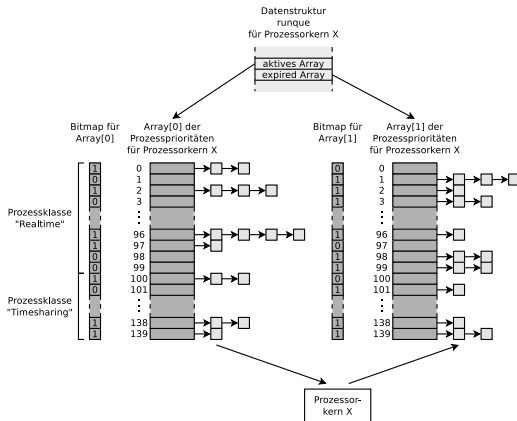 Datenstruktur
runque
für Prozessorkern X
aktives Array
expired Array
Bitmap für
Array[0]
Array[0] der
Prozessprioritäten
für Prozessorkern X
Bitmap für
Array[1]
Array[1] der
Prozessprioritäten
für Prozessorkern X
Prozessklasse
"Realtime"
Prozessklasse
"Timesharing"
1 0
0 1
1 2
0 3
1 96
1 97
0 98
0 99
1 100
0 101
1 138
1 139
0 0
1 1
1 2
1 3
1 96
0 97
1 98
1 99
0 100
1 101
1 138
1 139
Prozessor-
kern X